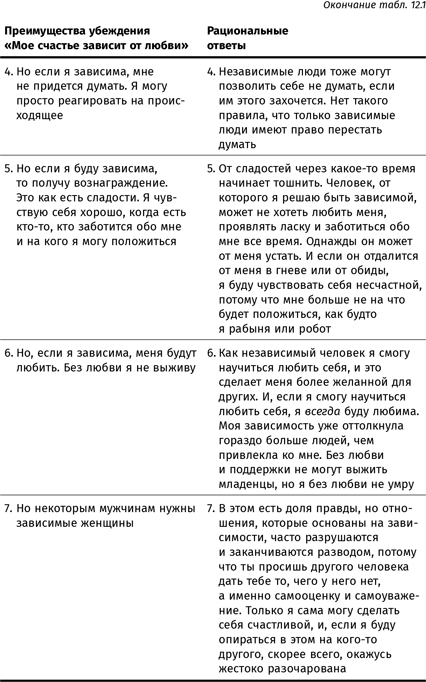 Окончание табл. 12.1
Преимущества убеждения
«Мое счастье зависит от любви»
Рациональные
ответы
4. Но если я зависима, мне
не придется думать. Я могу
просто реагировать на проис-
ходящее
4. Независимые люди тоже могут
позволить себе не думать, если
им этого захочется. Нет такого
правила, что только зависимые
люди имеют право перестать
думать
5. Но если я буду зависима,
то получу вознаграждение.
Это как есть сладости. Я чув-
ствую себя хорошо, когда есть
кто-то, кто заботится обо мне
и на кого я могу положиться
5. От сладостей через какое-то время
начинает тошнить. Человек, от
которого я решаю быть зависимой,
может не хотеть любить меня,
проявлять ласку и заботиться обо
мне все время. Однажды он может
от меня устать. И если он отдалится
от меня в гневе или от обиды,
я буду чувствовать себя несчастной,
потому что мне больше не на что
будет положиться, как будто
я рабыня или робот
6. Но, если я зависима, меня будут
любить. Без любви я не выживу
6. Как независимый человек я смогу
научиться любить себя, и это
сделает меня более желанной для
других. И, если я смогу научиться
любить себя, я всегда буду любима.
Моя зависимость уже оттолкнула
гораздо больше людей, чем
привлекла ко мне. Без любви
и поддержки не могут выжить
младенцы, но я без любви не умру
7. Но некоторым мужчинам нужны
зависимые женщины
7. В этом есть доля правды, но отно-
шения, которые основаны на зави-
симости, часто разрушаются
и заканчиваются разводом, потому
что ты просишь другого человека
дать тебе то, чего у него нет,
а именно самооценку и самоуваже-
ние. Только я сама могу сделать
себя счастливой, и, если я буду
опираться в этом на кого-то
другого, скорее всего, окажусь
жестоко разочарована